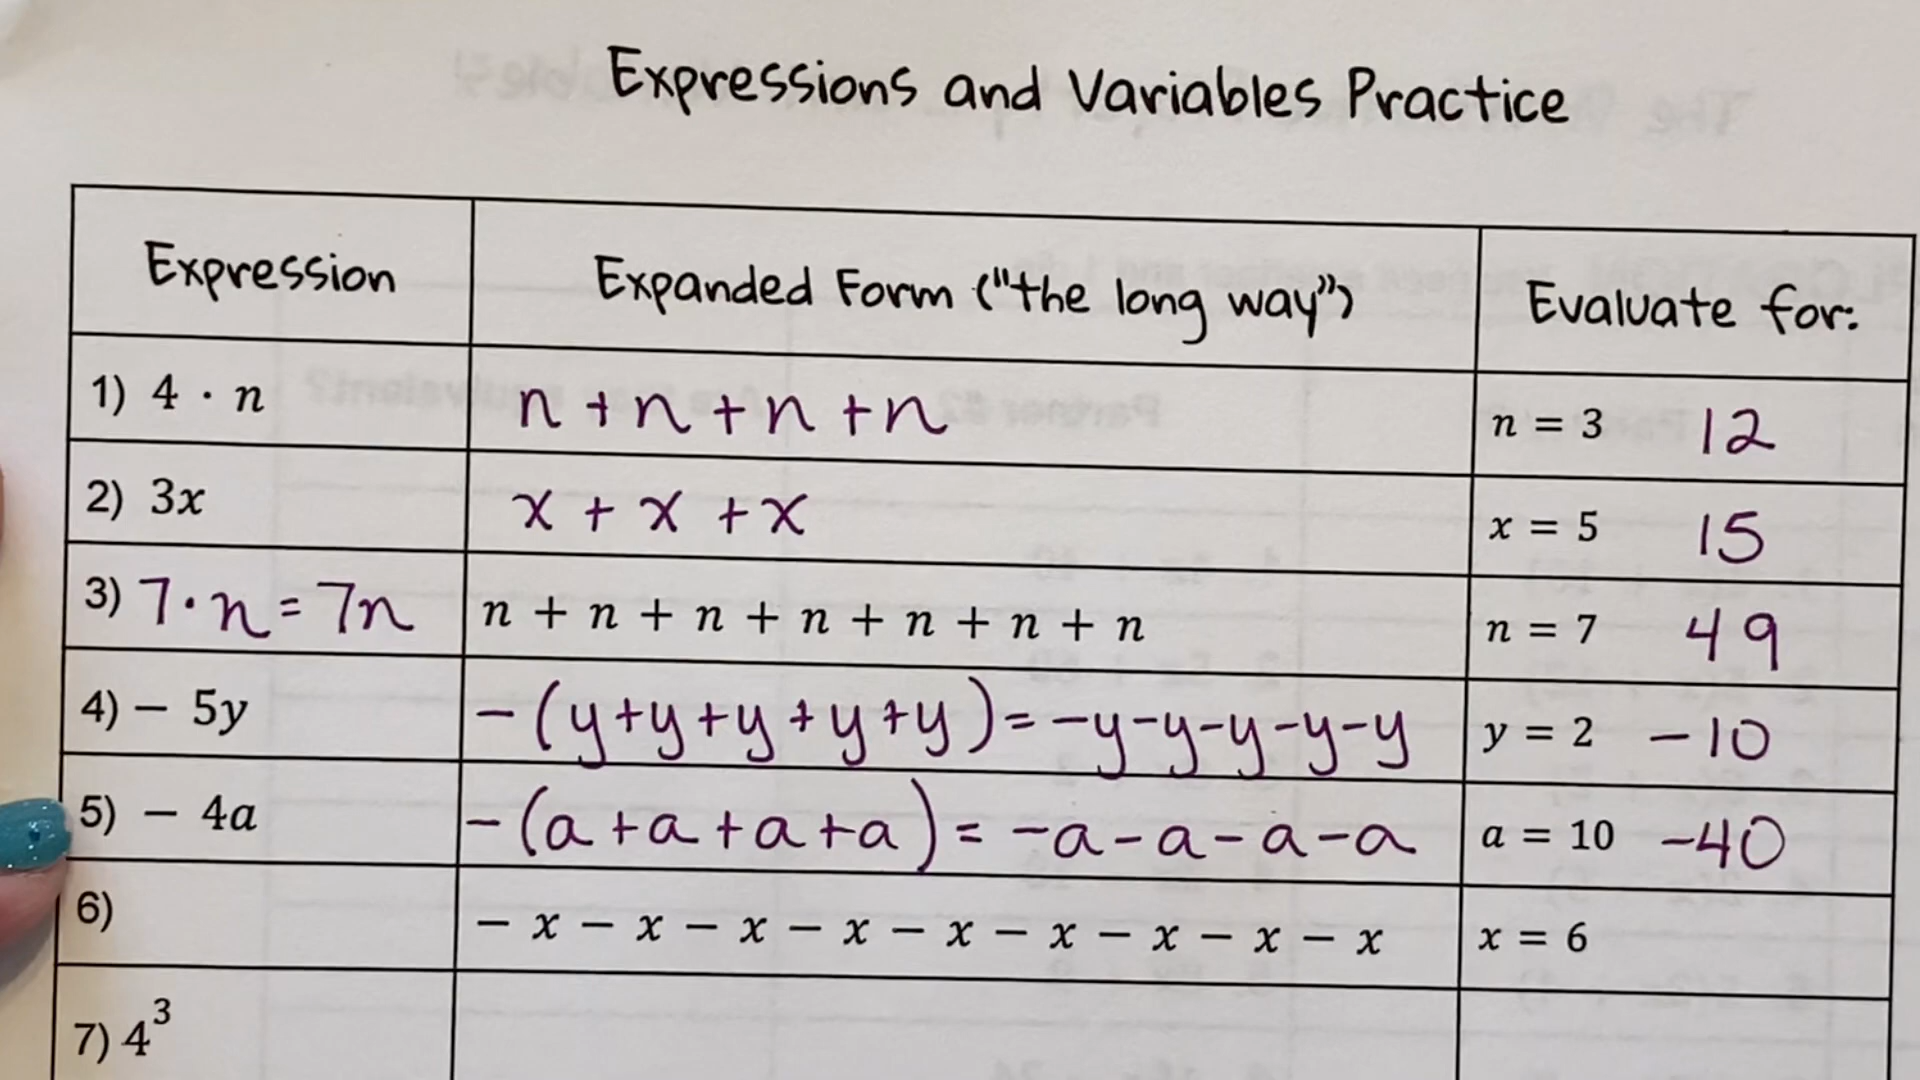 Expressions and Variables Practice
Expression Expanded Form ("the long way") Evaluate for:
1) 4 · n n + n + n + n n = 3 12
2) 3x x + x + x x = 5 15
3) 7 · n = 7n n + n + n + n + n + n + n n = 7 49
4) − 5y −(y+y+y+y+y) = −y−y−y−y−y y = 2 −10
5) − 4a −(a+a+a+a) = −a−a−a−a a = 10 −40
6) − x − x − x − x − x − x − x − x − x x = 6
7) 4³